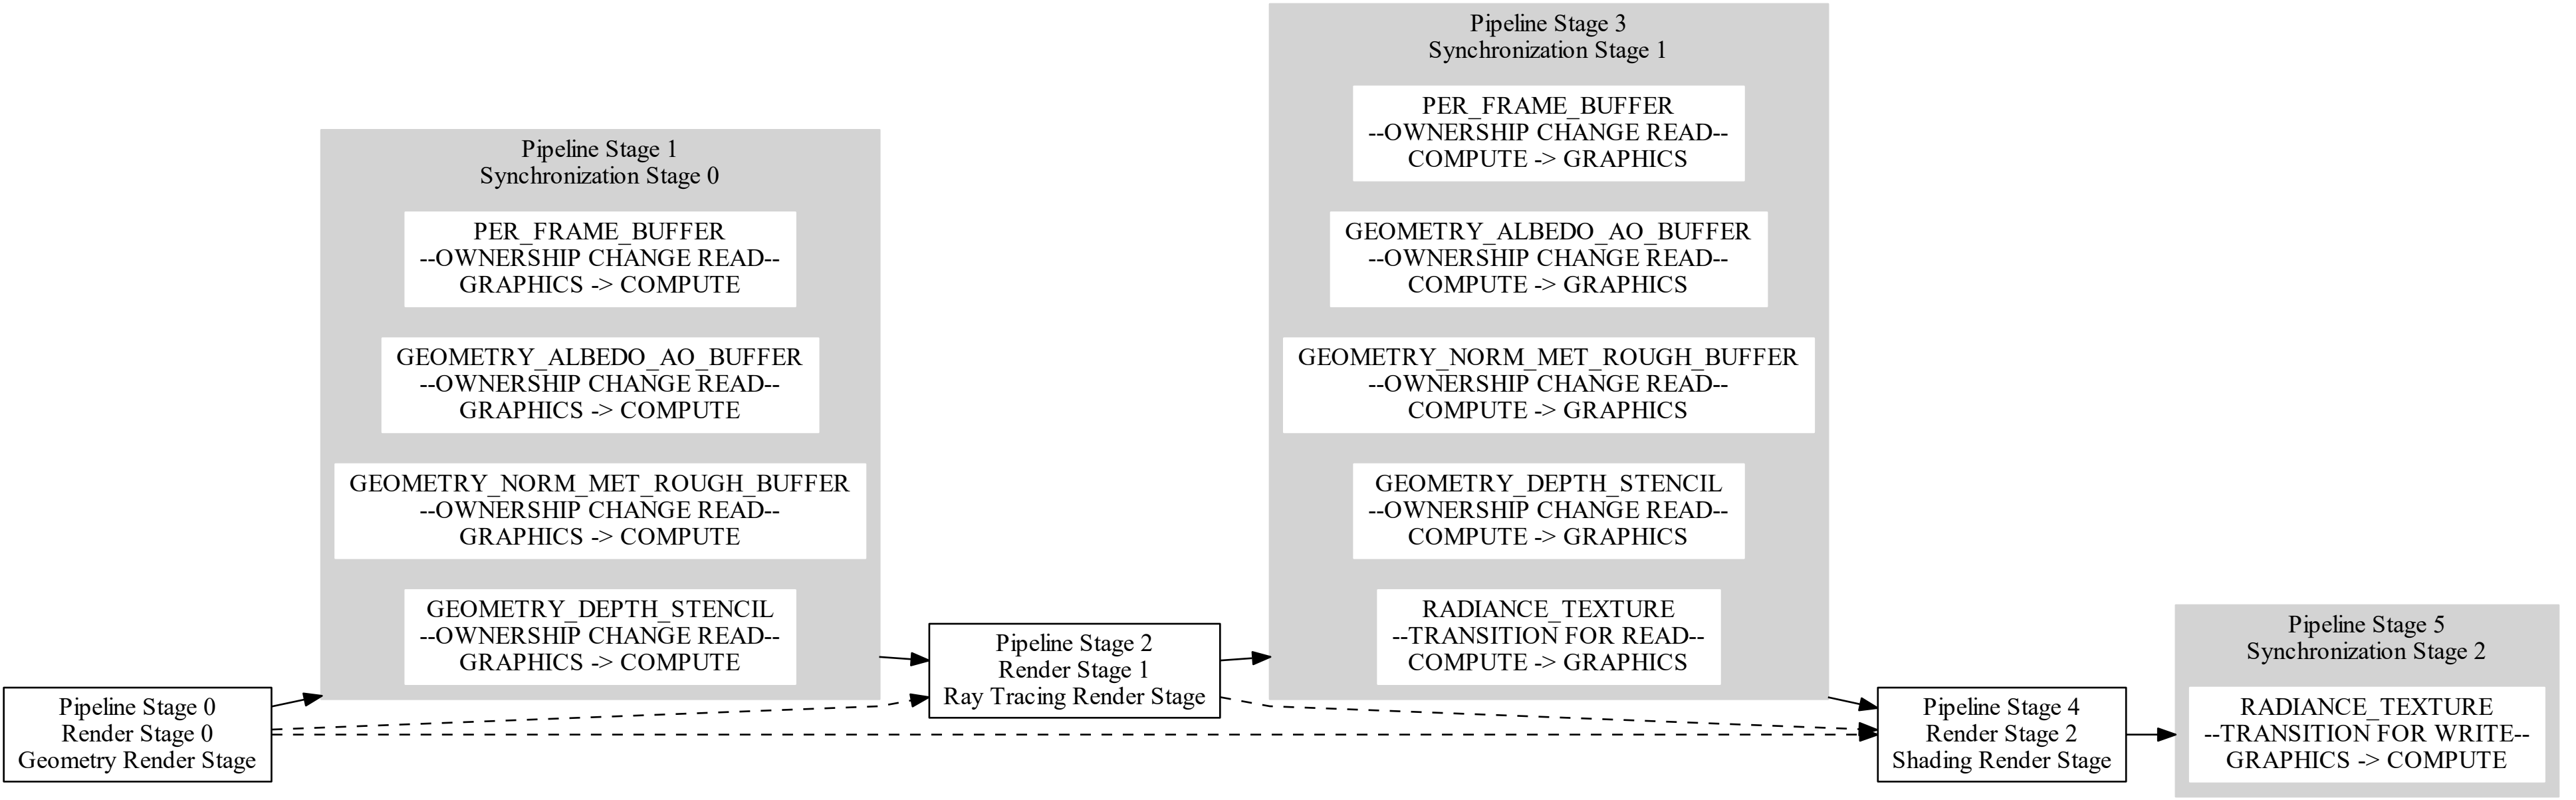 Pipeline Stage 0
Render Stage 0
Geometry Render Stage
Pipeline Stage 1
Synchronization Stage 0
PER_FRAME_BUFFER
--OWNERSHIP CHANGE READ--
GRAPHICS -> COMPUTE
GEOMETRY_ALBEDO_AO_BUFFER
--OWNERSHIP CHANGE READ--
GRAPHICS -> COMPUTE
GEOMETRY_NORM_MET_ROUGH_BUFFER
--OWNERSHIP CHANGE READ--
GRAPHICS -> COMPUTE
GEOMETRY_DEPTH_STENCIL
--OWNERSHIP CHANGE READ--
GRAPHICS -> COMPUTE
Pipeline Stage 2
Render Stage 1
Ray Tracing Render Stage
Pipeline Stage 3
Synchronization Stage 1
PER_FRAME_BUFFER
--OWNERSHIP CHANGE READ--
COMPUTE -> GRAPHICS
GEOMETRY_ALBEDO_AO_BUFFER
--OWNERSHIP CHANGE READ--
COMPUTE -> GRAPHICS
GEOMETRY_NORM_MET_ROUGH_BUFFER
--OWNERSHIP CHANGE READ--
COMPUTE -> GRAPHICS
GEOMETRY_DEPTH_STENCIL
--OWNERSHIP CHANGE READ--
COMPUTE -> GRAPHICS
RADIANCE_TEXTURE
--TRANSITION FOR READ--
COMPUTE -> GRAPHICS
Pipeline Stage 4
Render Stage 2
Shading Render Stage
Pipeline Stage 5
Synchronization Stage 2
RADIANCE_TEXTURE
--TRANSITION FOR WRITE--
GRAPHICS -> COMPUTE